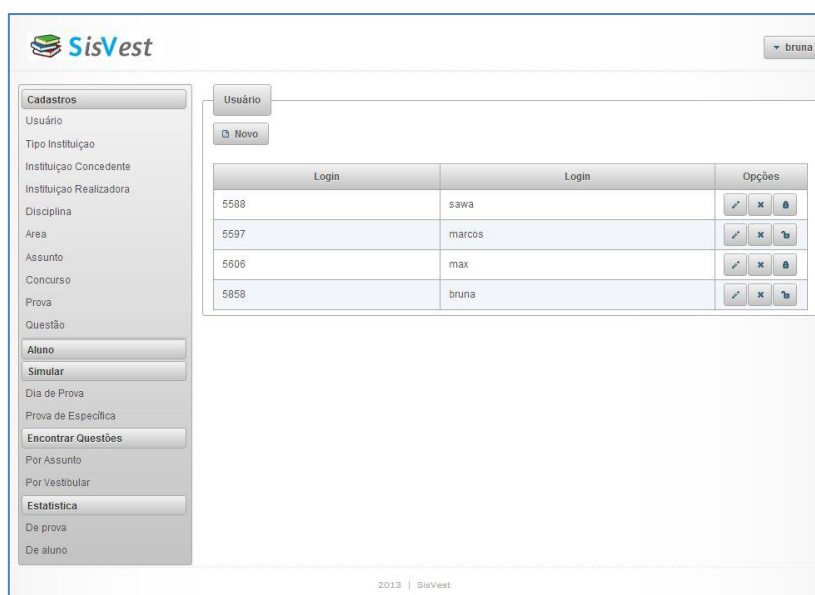 SisVest
bruna
Cadastros
Usuário
Tipo Instituiçao
Instituiçao Concedente
Instituiçao Realizadora
Disciplina
Area
Assunto
Concurso
Prova
Questão
Aluno
Simular
Dia de Prova
Prova de Específica
Encontrar Questões
Por Assunto
Por Vestibular
Estatistica
De prova
De aluno
Usuário
Novo
Login Login Opções
5588 sawa
5597 marcos
5606 max
5858 bruna
2013 | SisVest